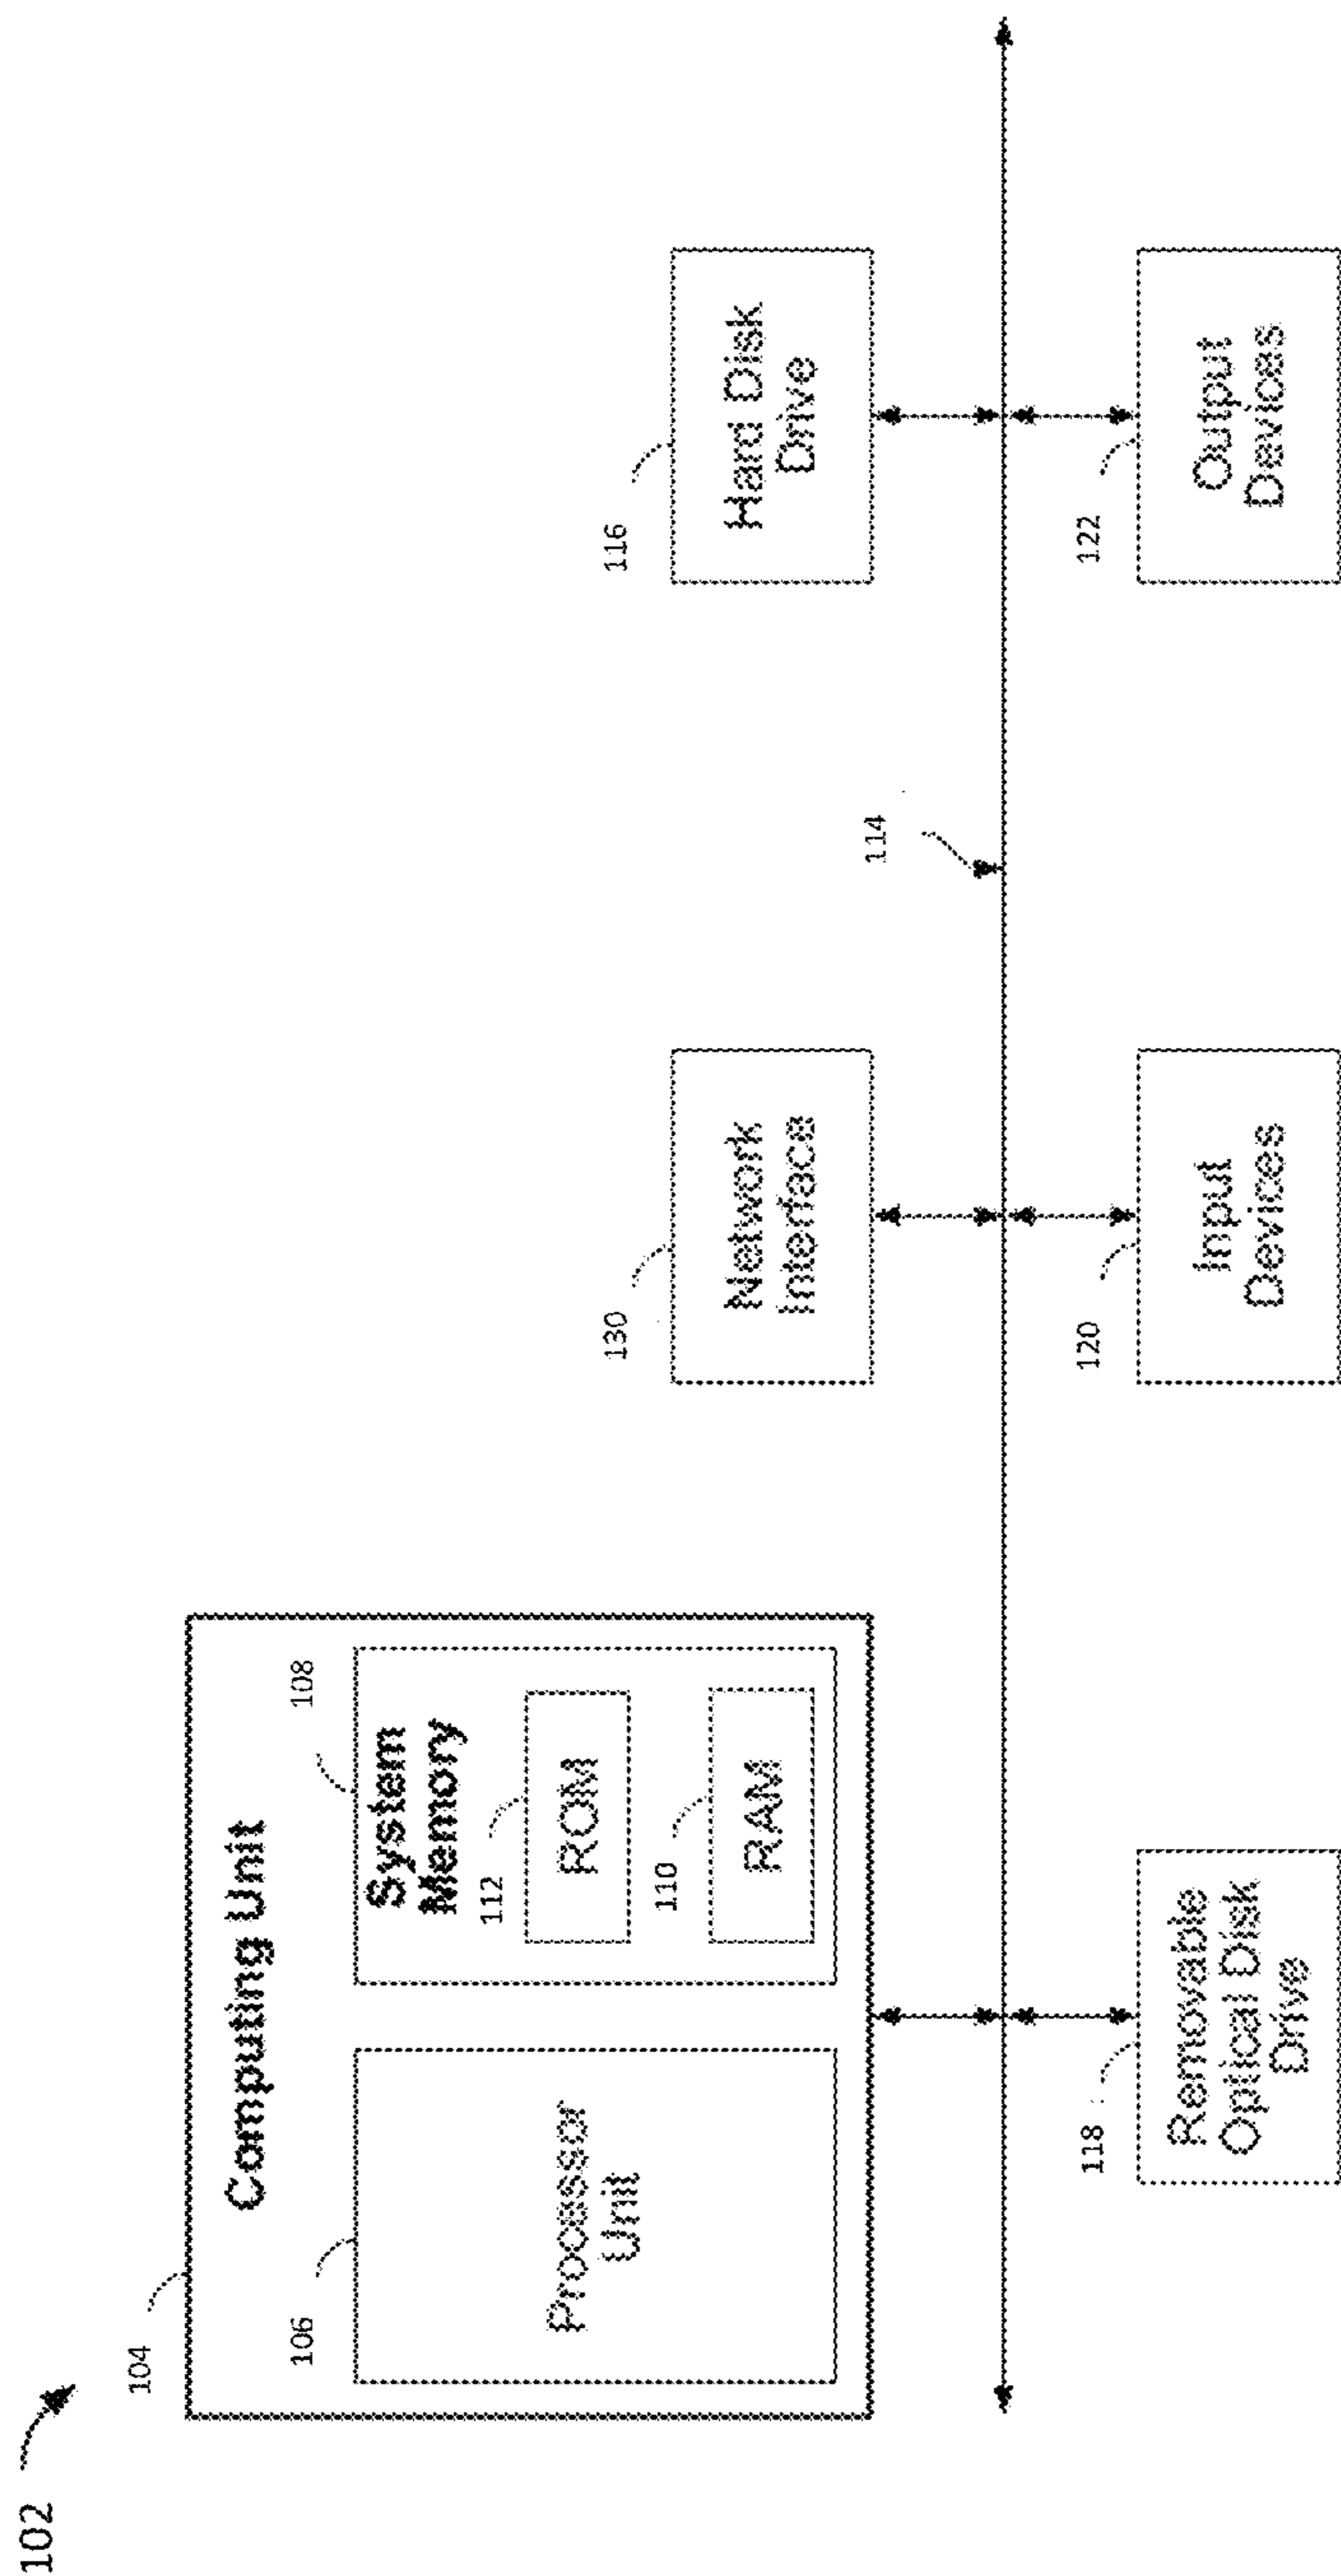 102
104
Computing Unit
106
Processor
Unit
108
System
Memory
112
ROM
110
RAM
130
Network
Interface
116
Hard Disk
Drive
114
118
Removable
Optical Disk
Drive
120
Input
Devices
122
Output
Devices